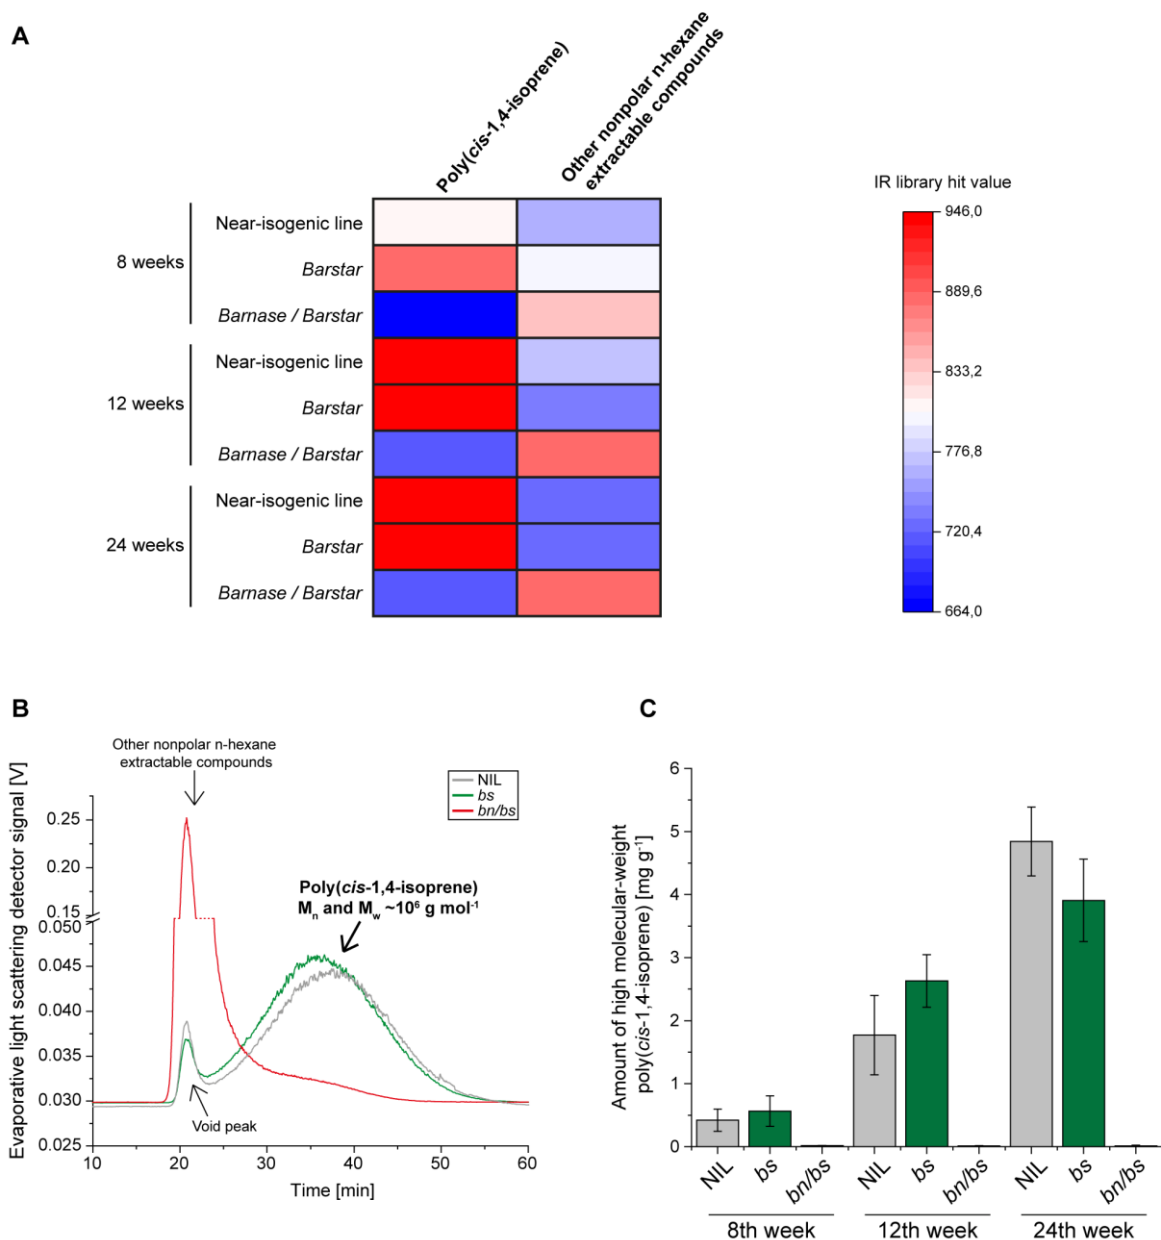 A
Poly(cis-1,4-isoprene)
Other nonpolar n-hexane
extractable compounds
IR library hit value
8 weeks
Near-isogenic line
Barstar
Barnase / Barstar
12 weeks
Near-isogenic line
Barstar
Barnase / Barstar
24 weeks
Near-isogenic line
Barstar
Barnase / Barstar
946,0
889,6
833,2
776,8
720,4
664,0
B
Other nonpolar n-hexane
extractable compounds
NIL
bs
bn/bs
Poly(cis-1,4-isoprene)
Mn and Mw ~10⁶ g mol⁻¹
Void peak
Evaporative light scattering detector signal [V]
0.25
0.20
0.15
0.050
0.045
0.040
0.035
0.030
0.025
10 20 30 40 50 60
Time [min]
C
Amount of high molecular-weight
poly(cis-1,4-isoprene) [mg g⁻¹]
6
5
4
3
2
1
0
NIL bs bn/bs NIL bs bn/bs NIL bs bn/bs
8th week 12th week 24th week